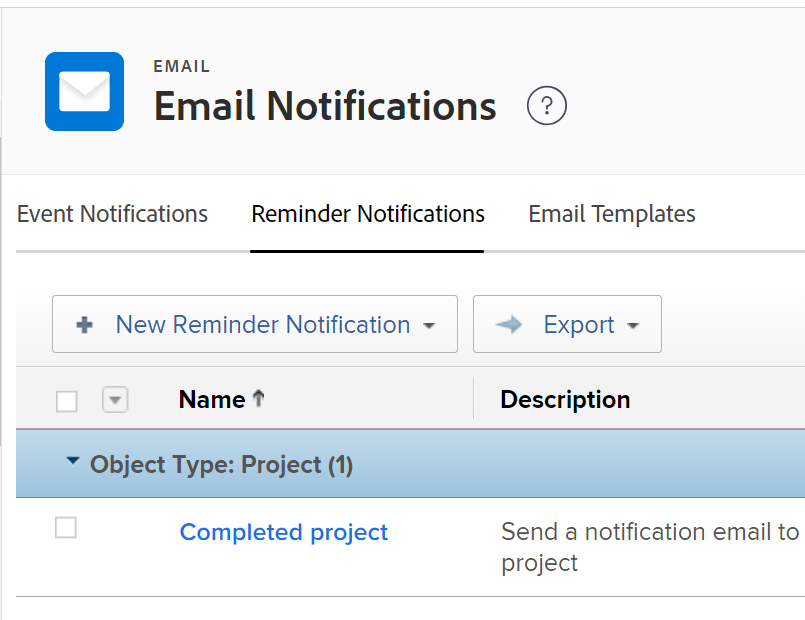 EMAIL
Email Notifications ?
Event Notifications Reminder Notifications Email Templates
New Reminder Notification Export
Name Description
Object Type: Project (1)
Completed project Send a notification email to
project